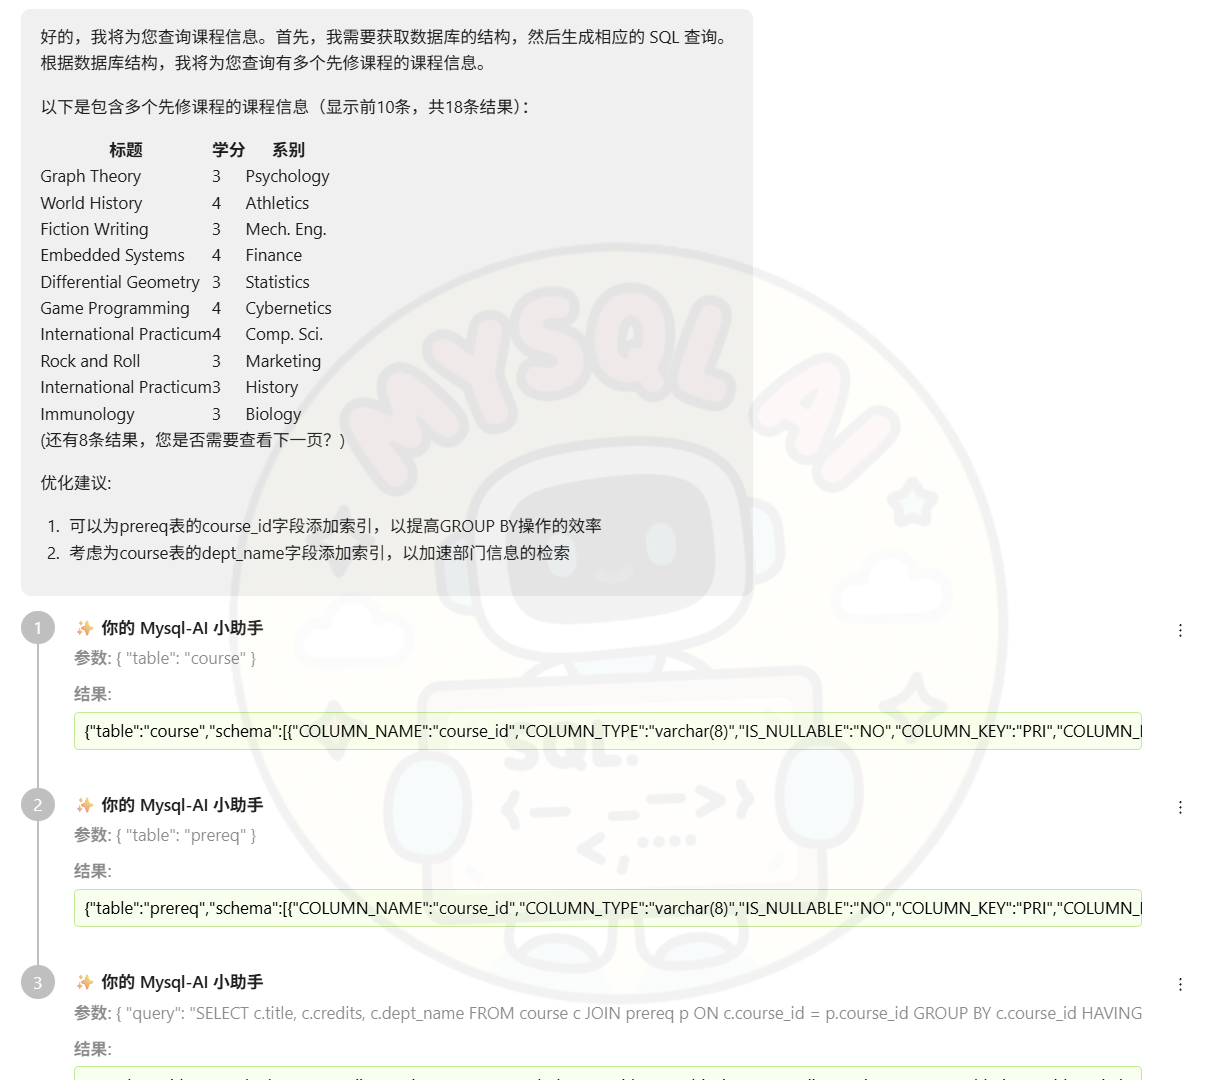 好的，我将为您查询课程信息。首先，我需要获取数据库的结构，然后生成相应的 SQL 查询。
根据数据库结构，我将为您查询有多个先修课程的课程信息。
以下是包含多个先修课程的课程信息（显示前10条，共18条结果）：
标题 学分 系别
Graph Theory 3 Psychology
World History 4 Athletics
Fiction Writing 3 Mech. Eng.
Embedded Systems 4 Finance
Differential Geometry 3 Statistics
Game Programming 4 Cybernetics
International Practicum 4 Comp. Sci.
Rock and Roll 3 Marketing
International Practicum 3 History
Immunology 3 Biology
(还有8条结果，您是否需要查看下一页？)
优化建议:
1. 可以为prereq表的course_id字段添加索引，以提高GROUP BY操作的效率
2. 考虑为course表的dept_name字段添加索引，以加速部门信息的检索
MYSQL AI
SQL.
1 ✨ 你的 Mysql-AI 小助手
参数: { "table": "course" }
结果:
{"table":"course","schema":[{"COLUMN_NAME":"course_id","COLUMN_TYPE":"varchar(8)","IS_NULLABLE":"NO","COLUMN_KEY":"PRI","COLUMN_
2 ✨ 你的 Mysql-AI 小助手
参数: { "table": "prereq" }
结果:
{"table":"prereq","schema":[{"COLUMN_NAME":"course_id","COLUMN_TYPE":"varchar(8)","IS_NULLABLE":"NO","COLUMN_KEY":"PRI","COLUMN_
3 ✨ 你的 Mysql-AI 小助手
参数: { "query": "SELECT c.title, c.credits, c.dept_name FROM course c JOIN prereq p ON c.course_id = p.course_id GROUP BY c.course_id HAVING
结果: